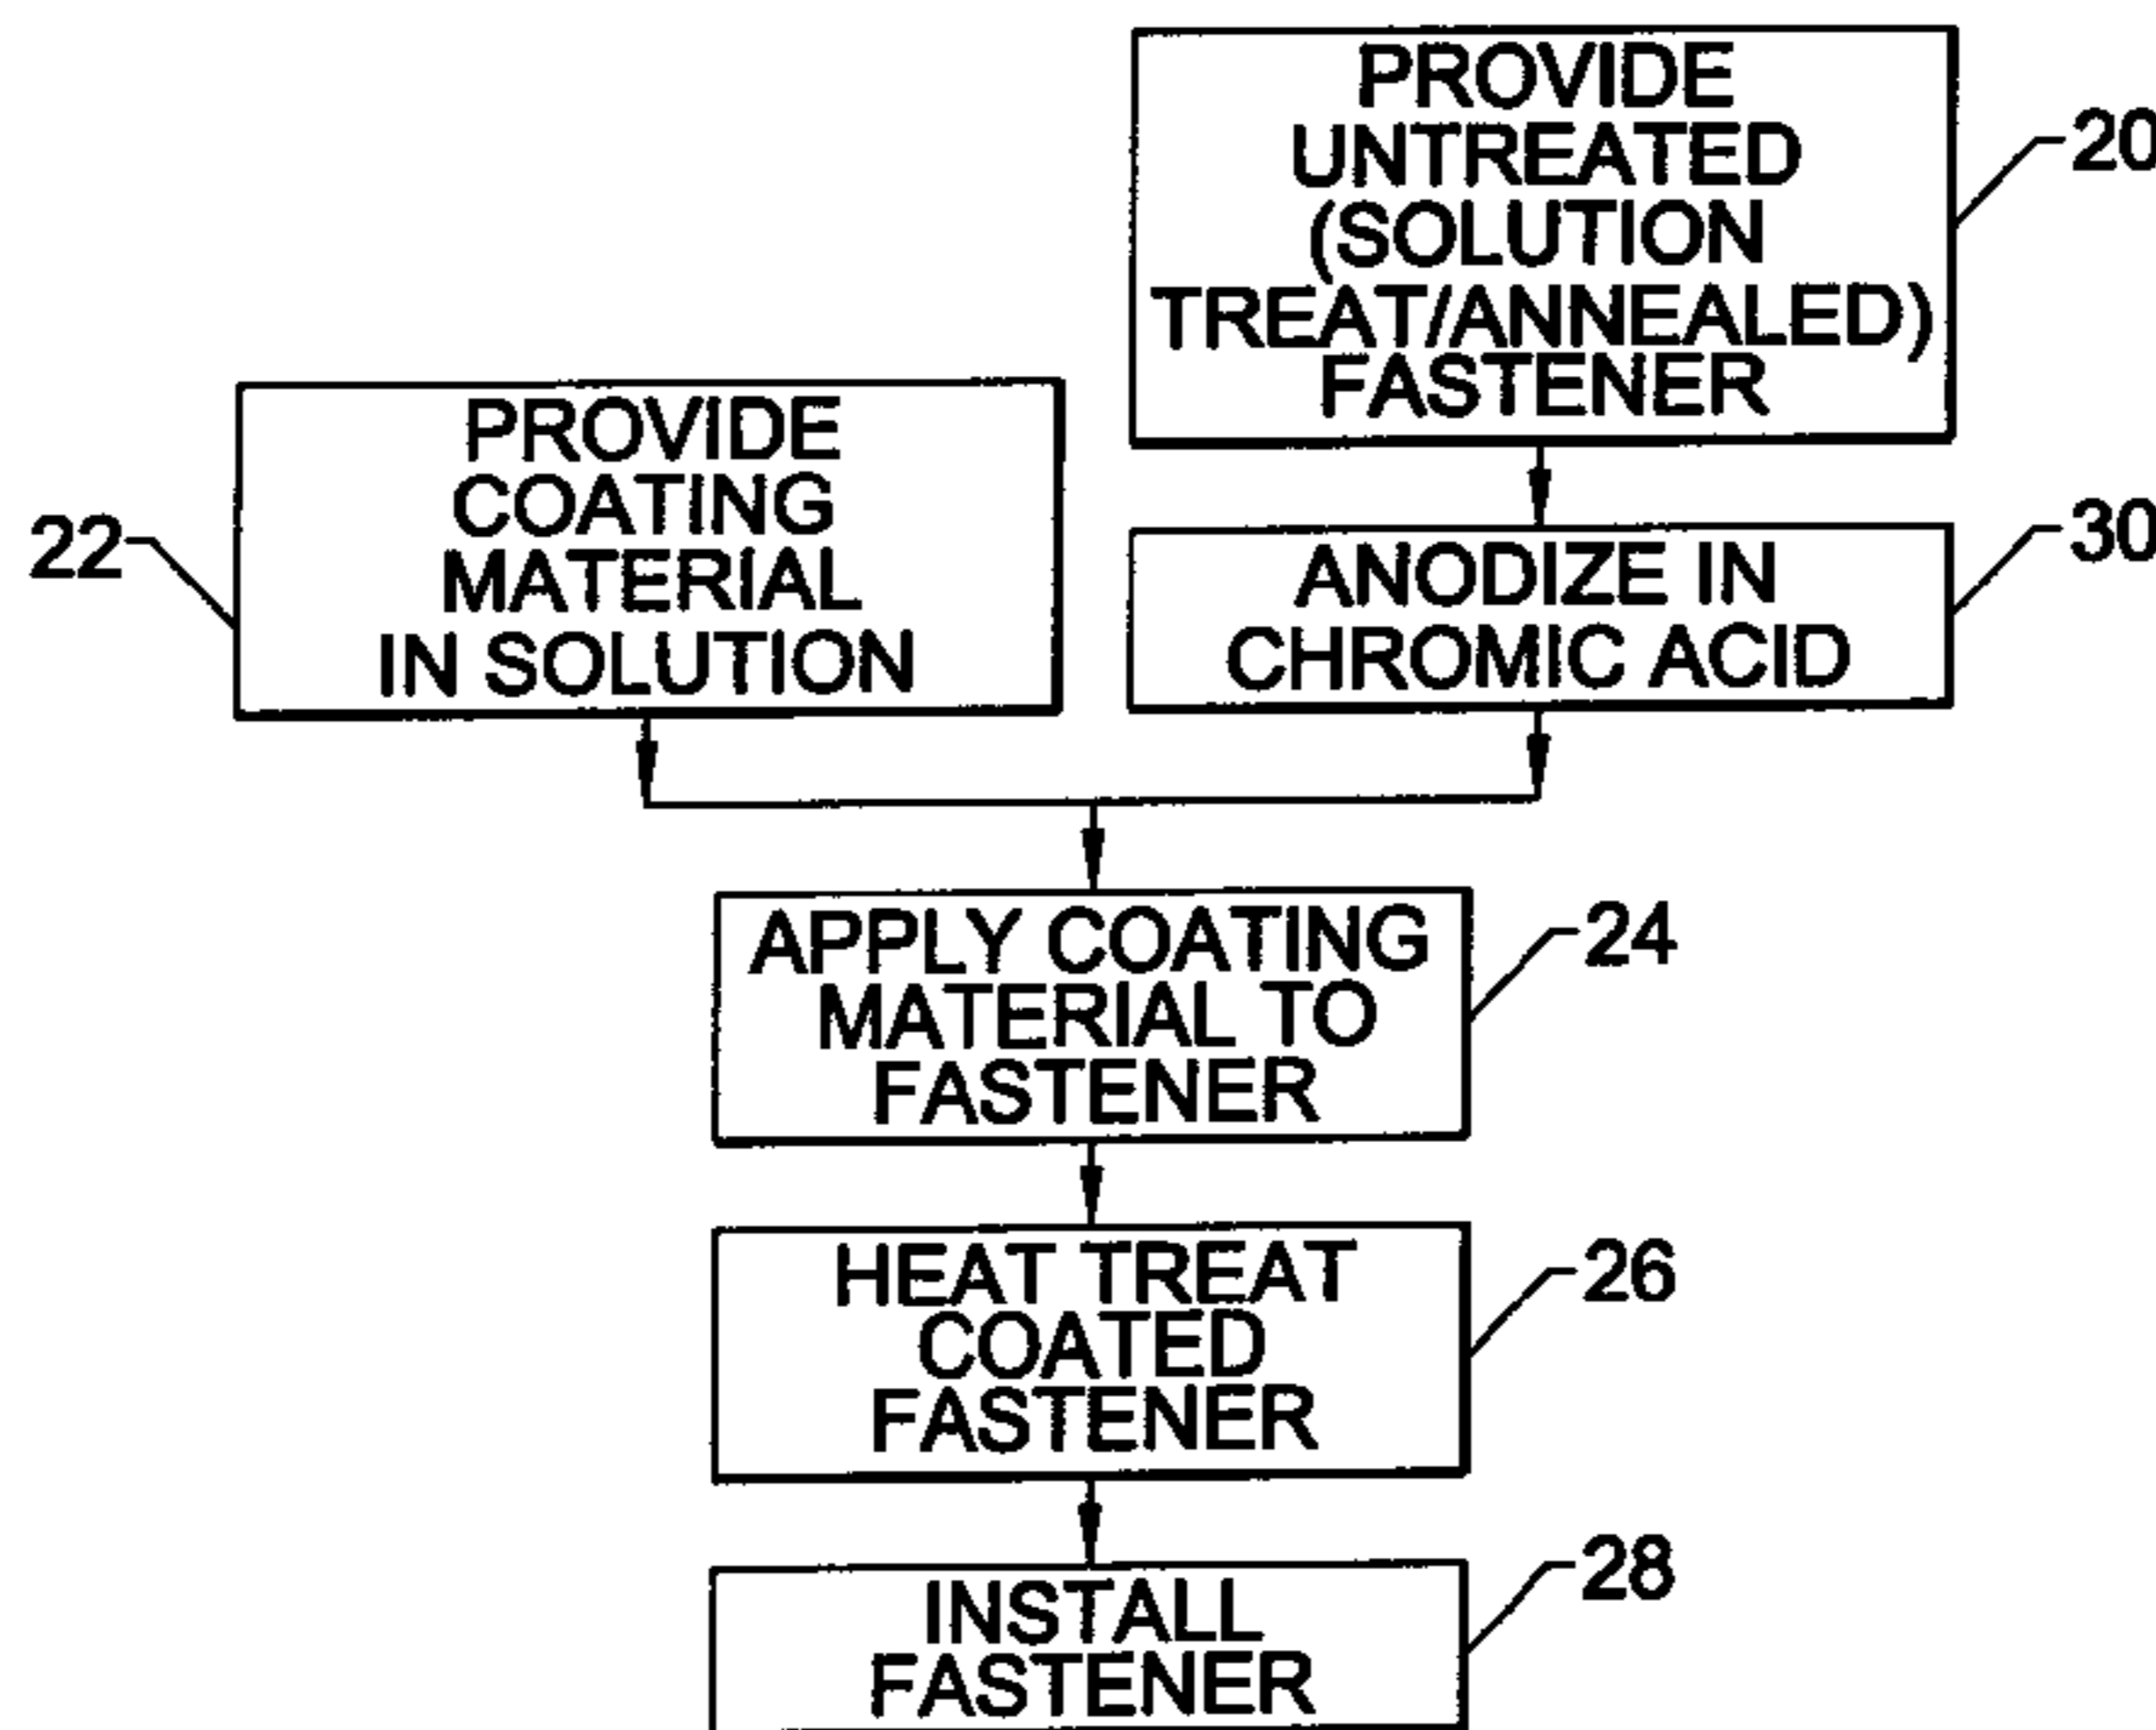 PROVIDE
UNTREATED
(SOLUTION
TREAT/ANNEALED)
FASTENER
20
PROVIDE
COATING
MATERIAL
IN SOLUTION
22
ANODIZE IN
CHROMIC ACID
30
APPLY COATING
MATERIAL TO
FASTENER
24
HEAT TREAT
COATED
FASTENER
26
INSTALL
FASTENER
28